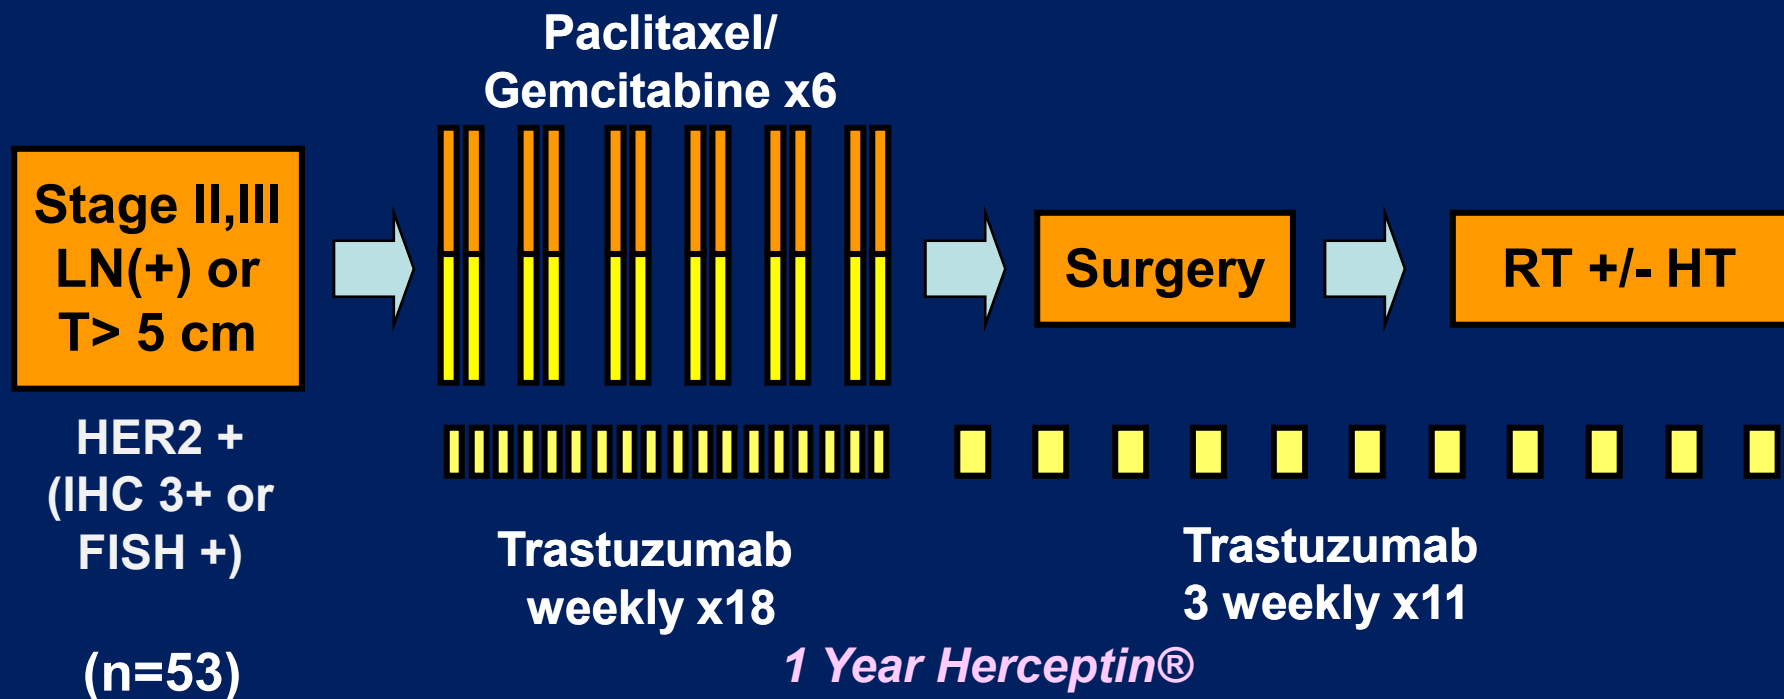 Paclitaxel/
Gemcitabine x6
Stage II,III
LN(+) or
T> 5 cm
Surgery
RT +/- HT
HER2 +
(IHC 3+ or
FISH +)
(n=53)
Trastuzumab
weekly x18
Trastuzumab
3 weekly x11
1 Year Herceptin®